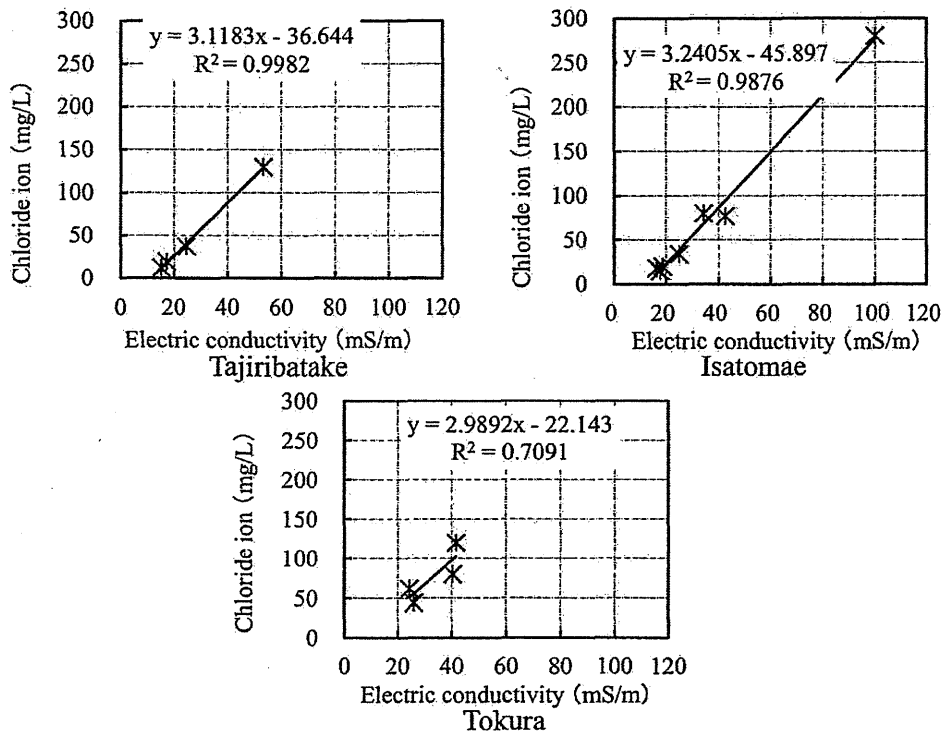 300
250
200
150
100
50
0
y = 3.1183x - 36.644
R² = 0.9982
Chloride ion (mg/L)
0 20 40 60 80 100 120
Electric conductivity (mS/m)
Tajiribatake
300
250
200
150
100
50
0
y = 3.2405x - 45.897
R² = 0.9876
Chloride ion (mg/L)
0 20 40 60 80 100 120
Electric conductivity (mS/m)
Isatomae
300
250
200
150
100
50
0
y = 2.9892x - 22.143
R² = 0.7091
Chloride ion (mg/L)
0 20 40 60 80 100 120
Electric conductivity (mS/m)
Tokura